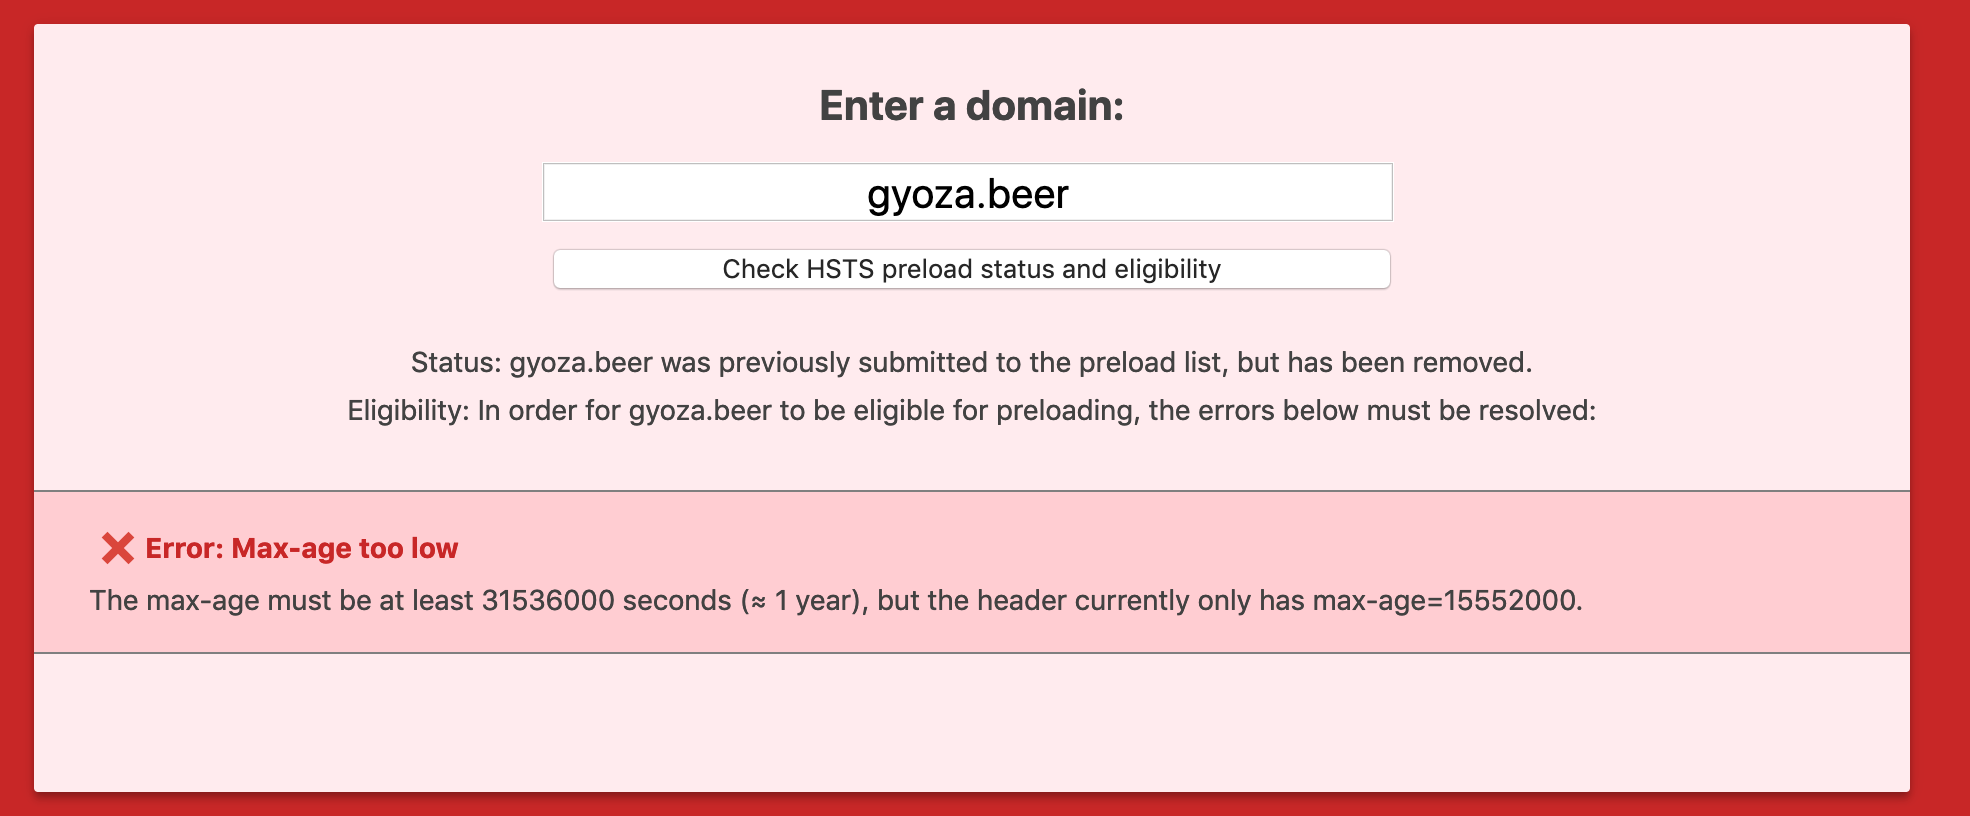 Enter a domain:
gyoza.beer
Check HSTS preload status and eligibility
Status: gyoza.beer was previously submitted to the preload list, but has been removed.
Eligibility: In order for gyoza.beer to be eligible for preloading, the errors below must be resolved:
❌ Error: Max-age too low
The max-age must be at least 31536000 seconds (≈ 1 year), but the header currently only has max-age=15552000.